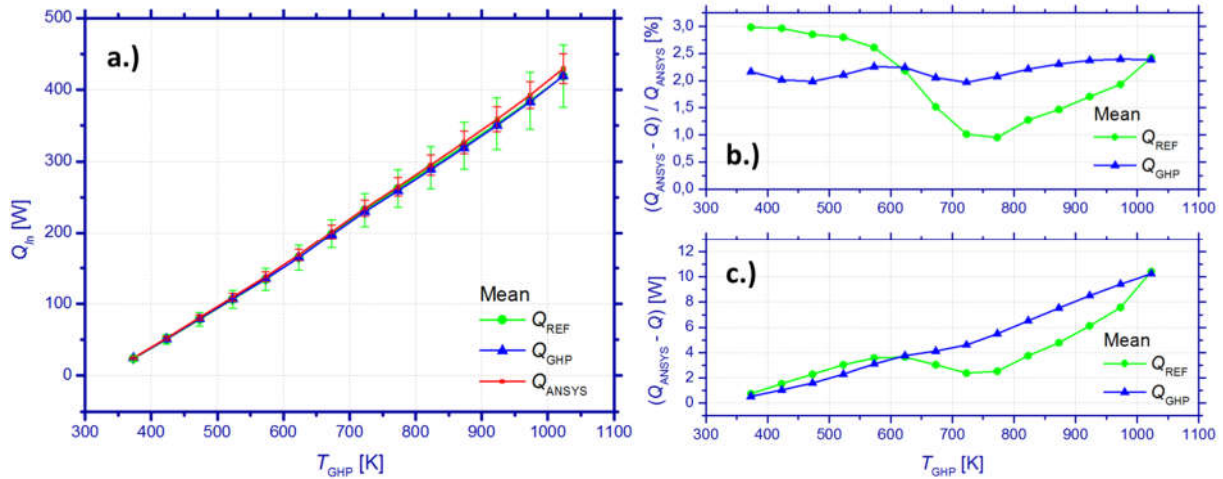 a.)
500
400
300
200
100
0
Q_In [W]
Mean
Q_REF
Q_GHP
Q_ANSYS
300 400 500 600 700 800 900 1000 1100
T_GHP [K]
b.)
3,0
2,5
2,0
1,5
1,0
0,5
0,0
(Q_ANSYS - Q) / Q_ANSYS [%]
Mean
Q_REF
Q_GHP
300 400 500 600 700 800 900 1000 1100
c.)
12
10
8
6
4
2
0
(Q_ANSYS - Q) [W]
Mean
Q_REF
Q_GHP
300 400 500 600 700 800 900 1000 1100
T_GHP [K]